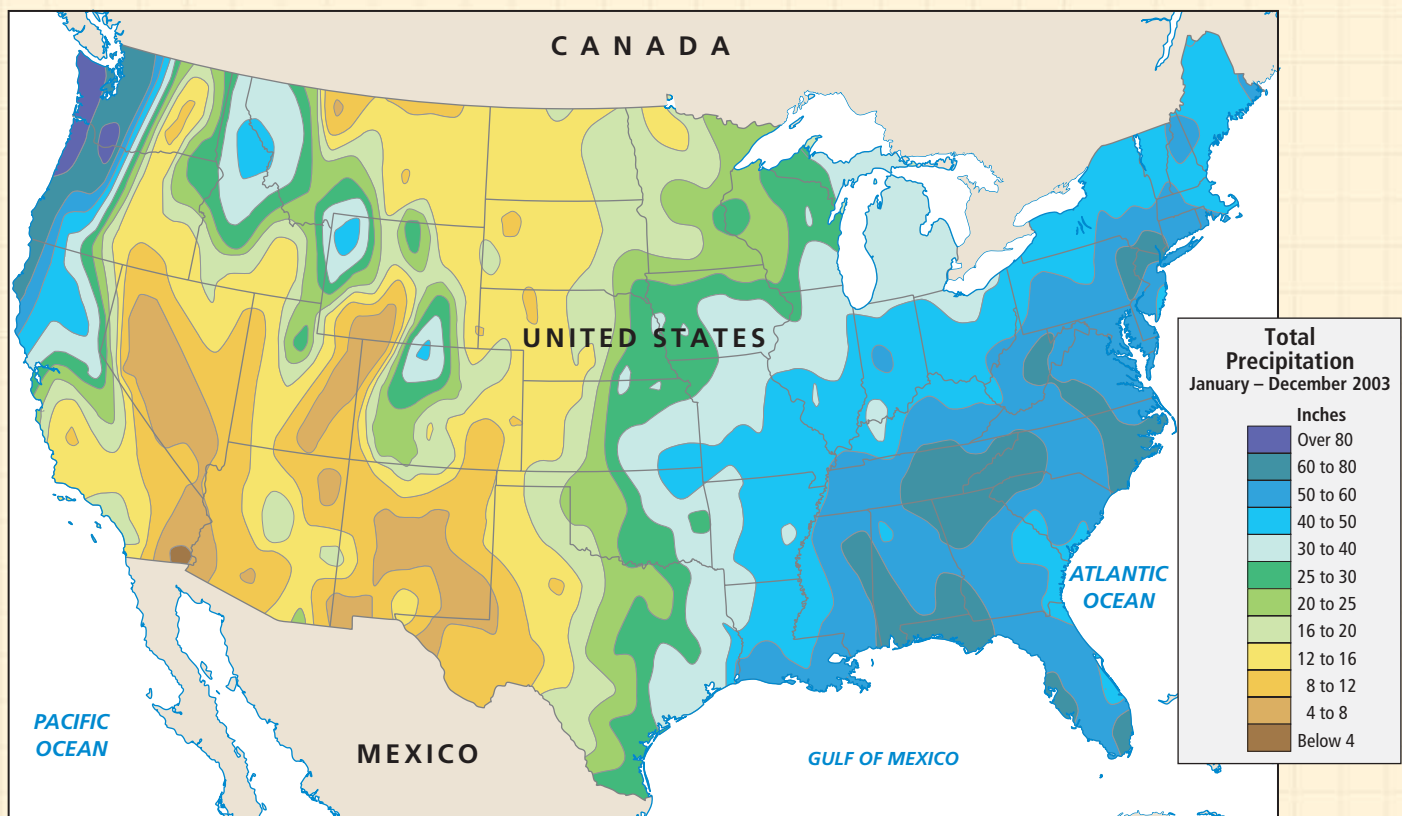 CANADA
UNITED STATES
ATLANTIC
OCEAN
PACIFIC
OCEAN
MEXICO
GULF OF MEXICO
Total
Precipitation
January – December 2003
Inches
Over 80
60 to 80
50 to 60
40 to 50
30 to 40
25 to 30
20 to 25
16 to 20
12 to 16
8 to 12
4 to 8
Below 4